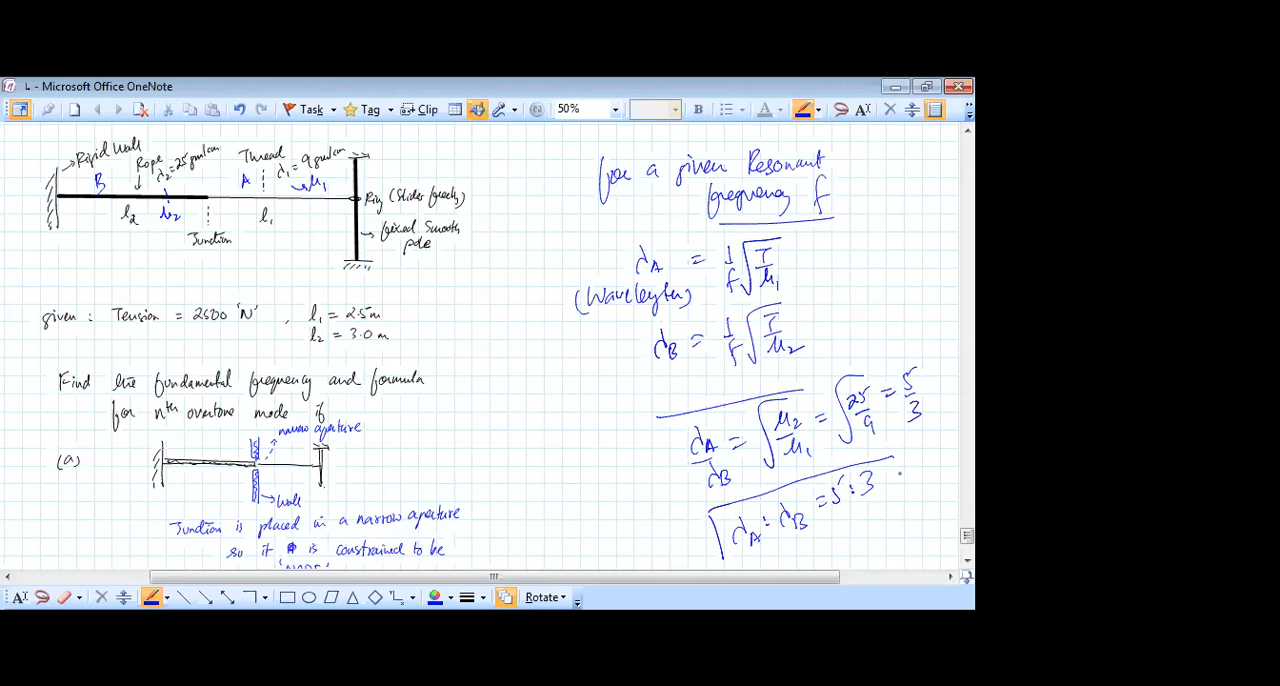 L - Microsoft Office OneNote
Task
Tag
Clip
50%
B
A
Rigid Wall
Rope
λ₂ = 25 gm/cm
Thread
λ₁ = 9 gm/cm
B
A
μ₁
Ring (Slides freely)
l₂
μ₂
l₁
fixed Smooth
pole
Junction
given : Tension = 2500 'N' , l₁ = 2.5m
l₂ = 3.0 m
Find the fundamental frequency and formula
for nᵗʰ overtone mode if
narrow aperture
(a)
wall
Junction is placed in a narrow aperture
so it is constrained to be
'NODE'
for a given Resonant
frequency f
λA = 1/f √(T/μ₁)
(Wavelength)
λB = 1/f √(T/μ₂)
λA/λB = √(μ₂/μ₁) = √(25/9) = 5/3
λA : λB = 5 : 3
Rotate